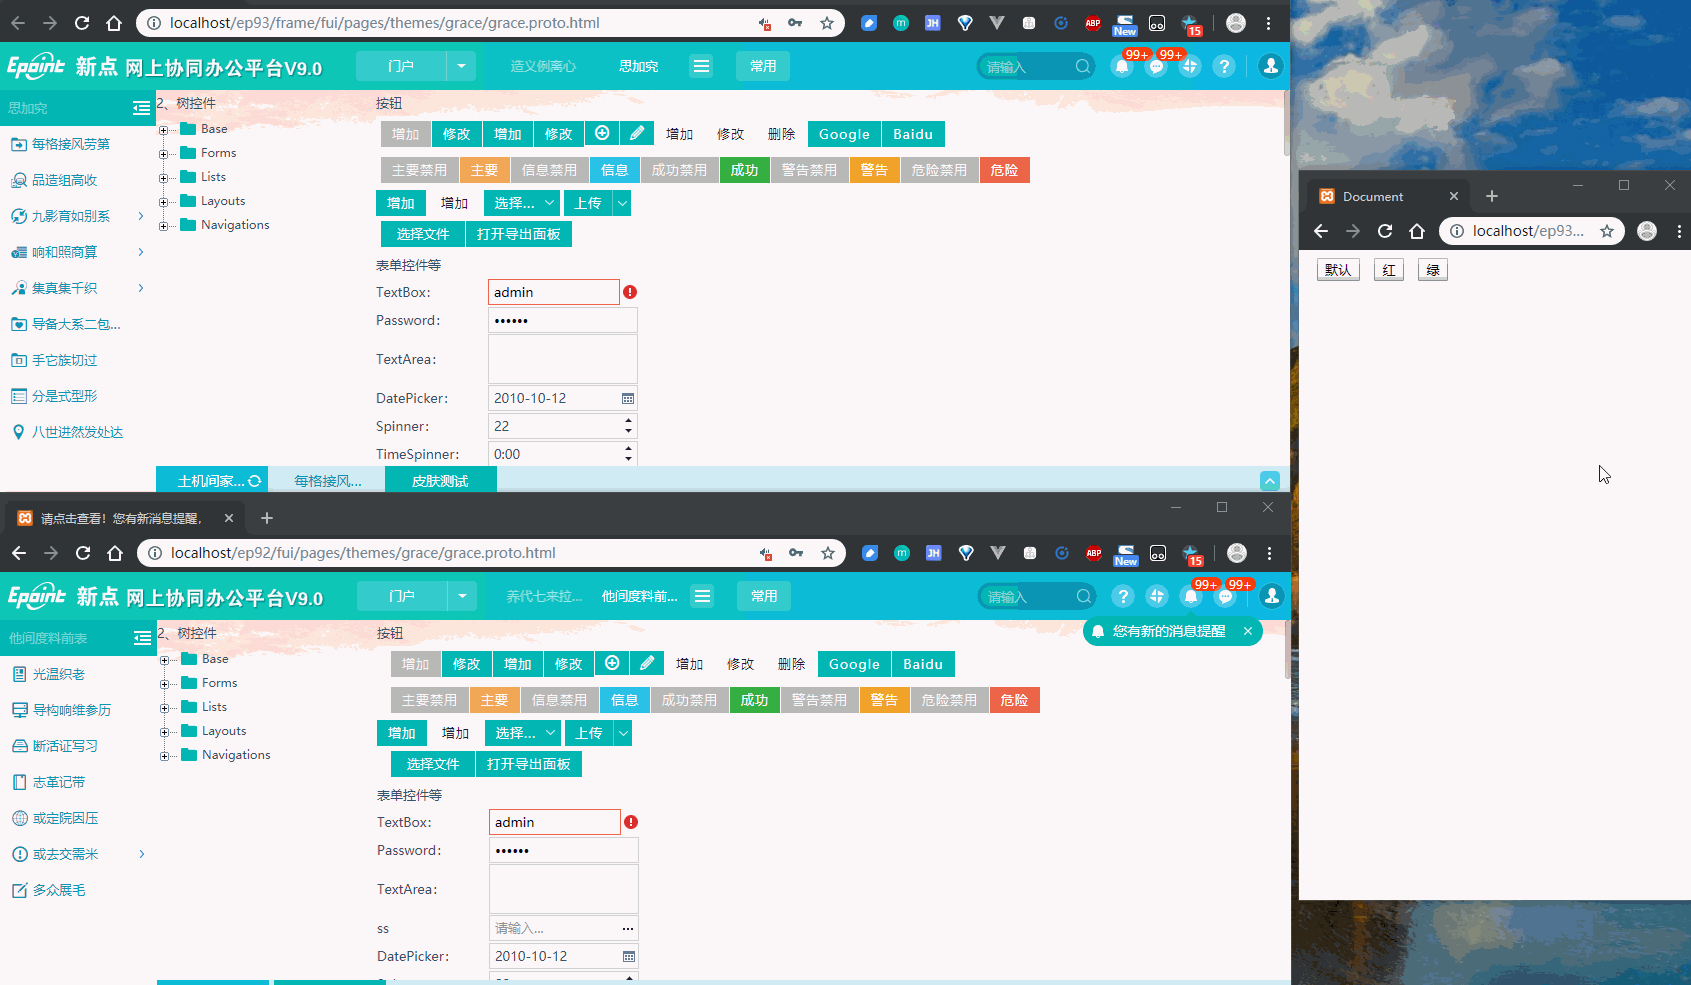 localhost/ep93/frame/fui/pages/themes/grace/grace.proto.html
m
JH
ABP
New
15
Epoint 新点 网上协同办公平台V9.0
门户
造义例离心
思加究
常用
请输入
99+
99+
?
思加究
每格接风劳第
品造组高收
九影育如别系
响和照商算
集真集千织
导备大系二包...
手它族切过
分是式型形
八世进然发处达
2、树控件
Base
Forms
Lists
Layouts
Navigations
按钮
增加 修改 增加 修改 增加 修改 删除 Google Baidu
主要禁用 主要 信息禁用 信息 成功禁用 成功 警告禁用 警告 危险禁用 危险
增加 增加 选择... 上传
选择文件 打开导出面板
表单控件等
TextBox: admin
Password: ••••••
TextArea:
DatePicker: 2010-10-12
Spinner: 22
TimeSpinner: 0:00
土机间家... 每格接风... 皮肤测试
请点击查看！您有新消息提醒，
localhost/ep92/fui/pages/themes/grace/grace.proto.html
m
JH
ABP
New
15
Epoint 新点 网上协同办公平台V9.0
门户
养代七来拉...
他间度料前...
常用
请输入
?
99+
99+
您有新的消息提醒
他间度料前表
光温织老
导构响维参历
断活证写习
志革记带
或定院因压
或去交需米
多众展毛
2、树控件
Base
Forms
Lists
Layouts
Navigations
按钮
增加 修改 增加 修改 增加 修改 删除 Google Baidu
主要禁用 主要 信息禁用 信息 成功禁用 成功 警告禁用 警告 危险禁用 危险
增加 增加 选择... 上传
选择文件 打开导出面板
表单控件等
TextBox: admin
Password: ••••••
TextArea:
ss 请输入...
DatePicker: 2010-10-12
Document
localhost/ep93...
默认 红 绿